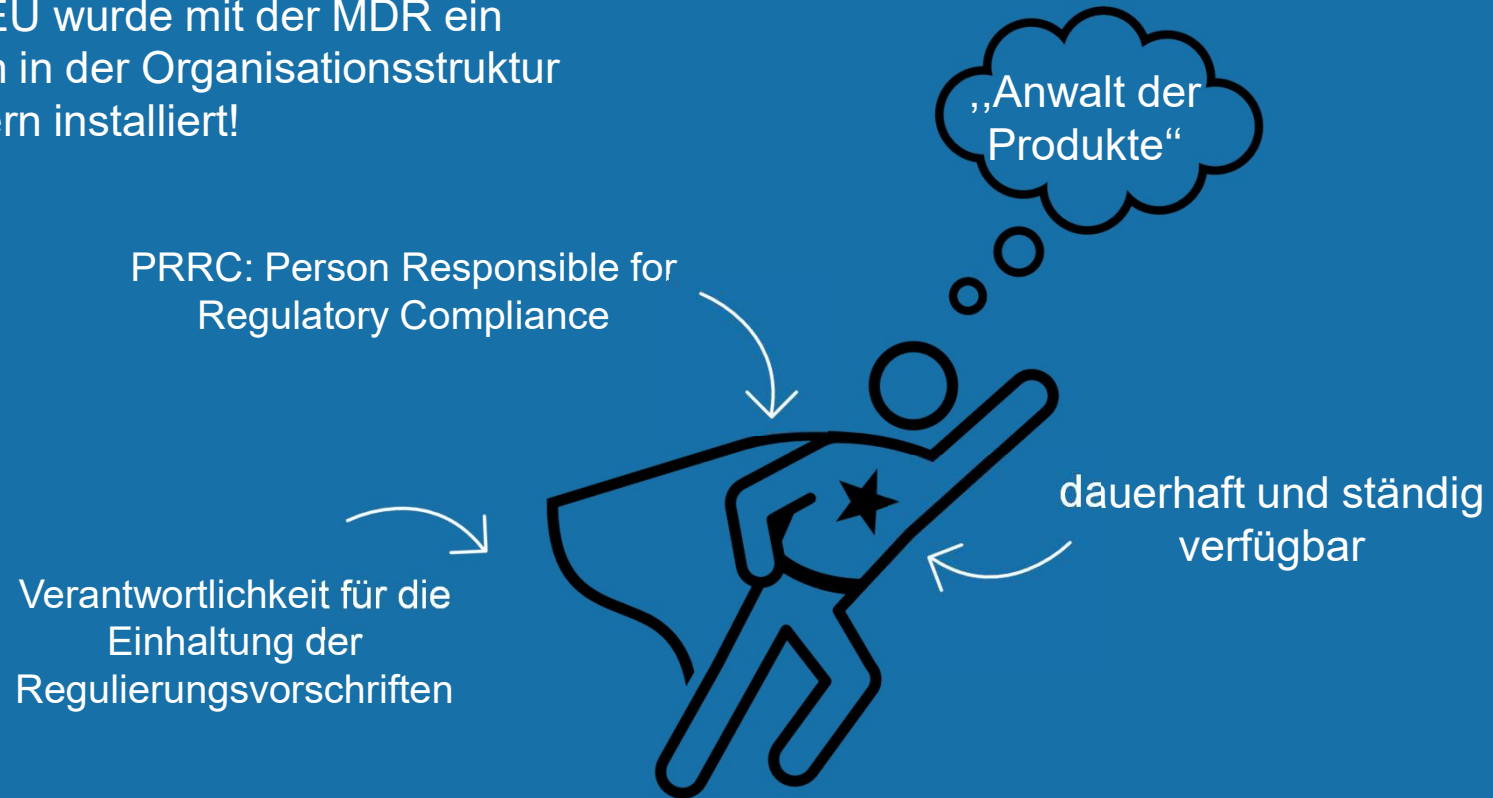 EU wurde mit der MDR ein
in der Organisationsstruktur
installiert!
,,Anwalt der
Produkte“
PRRC: Person Responsible for
Regulatory Compliance
dauerhaft und ständig
verfügbar
Verantwortlichkeit für die
Einhaltung der
Regulierungsvorschriften